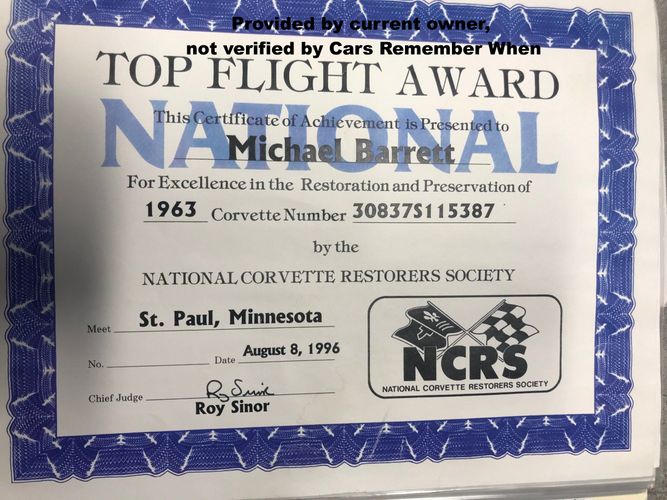 Provided by current owner,
not verified by Cars Remember When
TOP FLIGHT AWARD
NATIONAL
This Certificate of Achievement is Presented to
Michael Barrett
For Excellence in the Restoration and Preservation of
1963 Corvette Number 30837S115387
by the
NATIONAL CORVETTE RESTORERS SOCIETY
Meet St. Paul, Minnesota
No. Date August 8, 1996
Chief Judge Roy Sinor
Roy Sinor
NCRS
NATIONAL CORVETTE RESTORERS SOCIETY